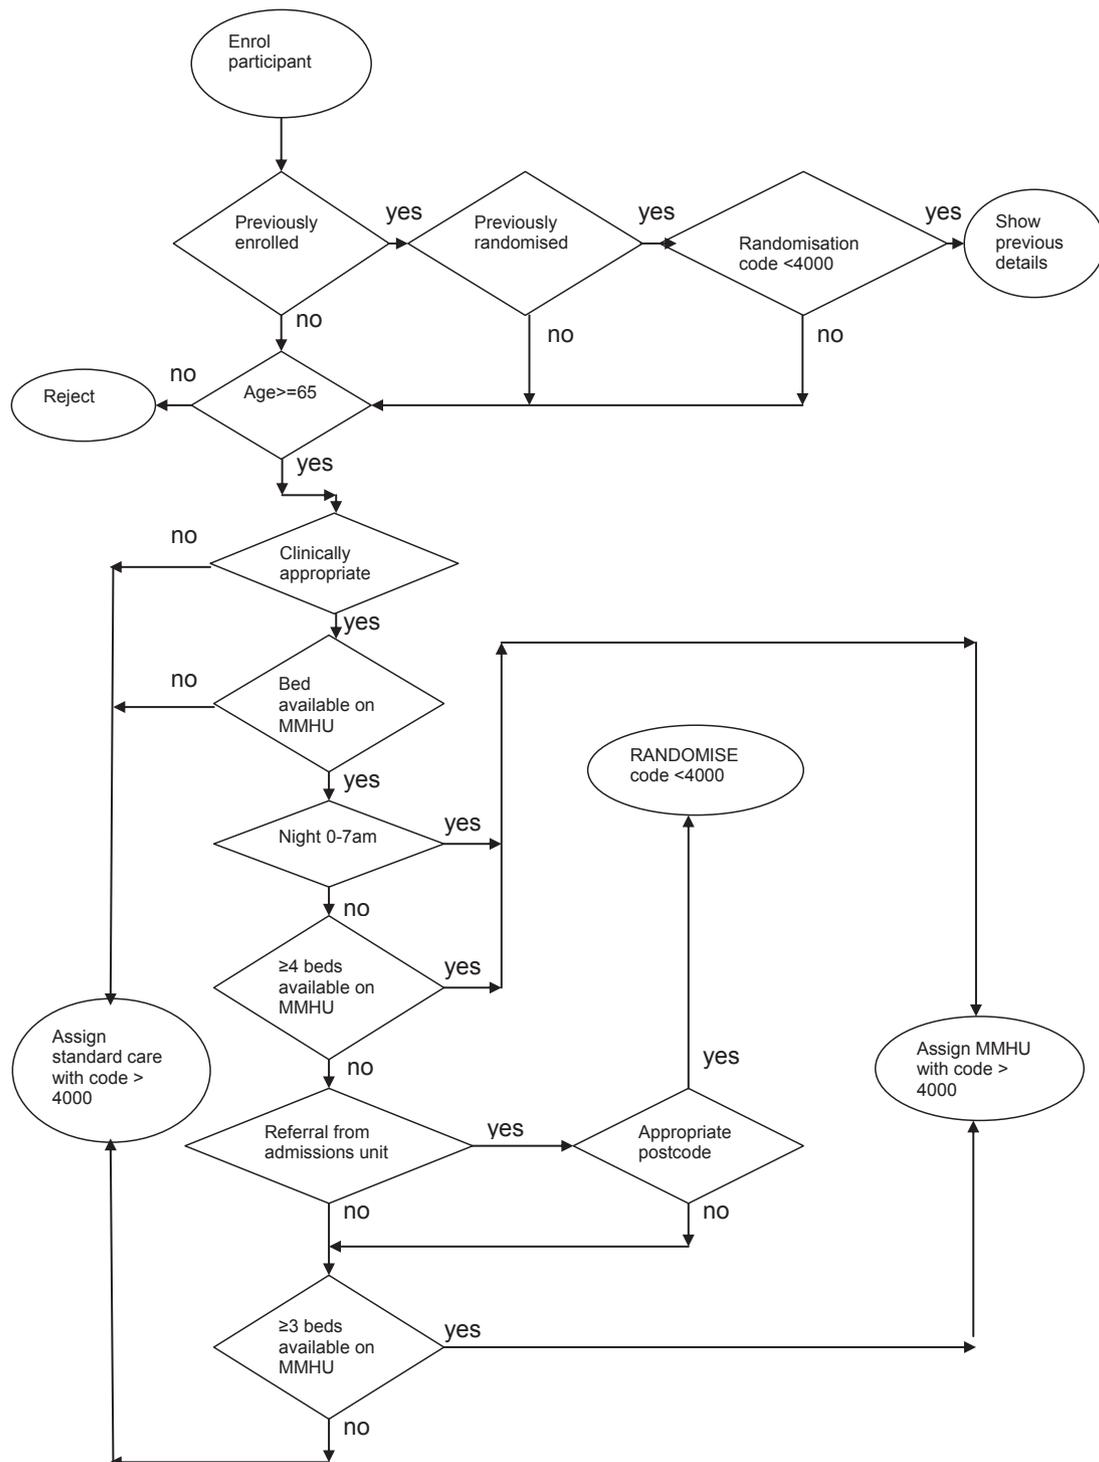 Enrol
participant
yes
yes
yes
Previously
enrolled
Previously
randomised
Randomisation
code <4000
Show
previous
details
no
no
no
no
Reject
Age>=65
yes
no
Clinically
appropriate
yes
no
Bed
available on
MMHU
RANDOMISE
code <4000
yes
yes
Night 0-7am
no
≥4 beds
available on
MMHU
yes
Assign
standard care
with code >
4000
Assign MMHU
with code >
4000
no
yes
Referral from
admissions unit
yes
Appropriate
postcode
no
no
≥3 beds
available on
MMHU
yes
no